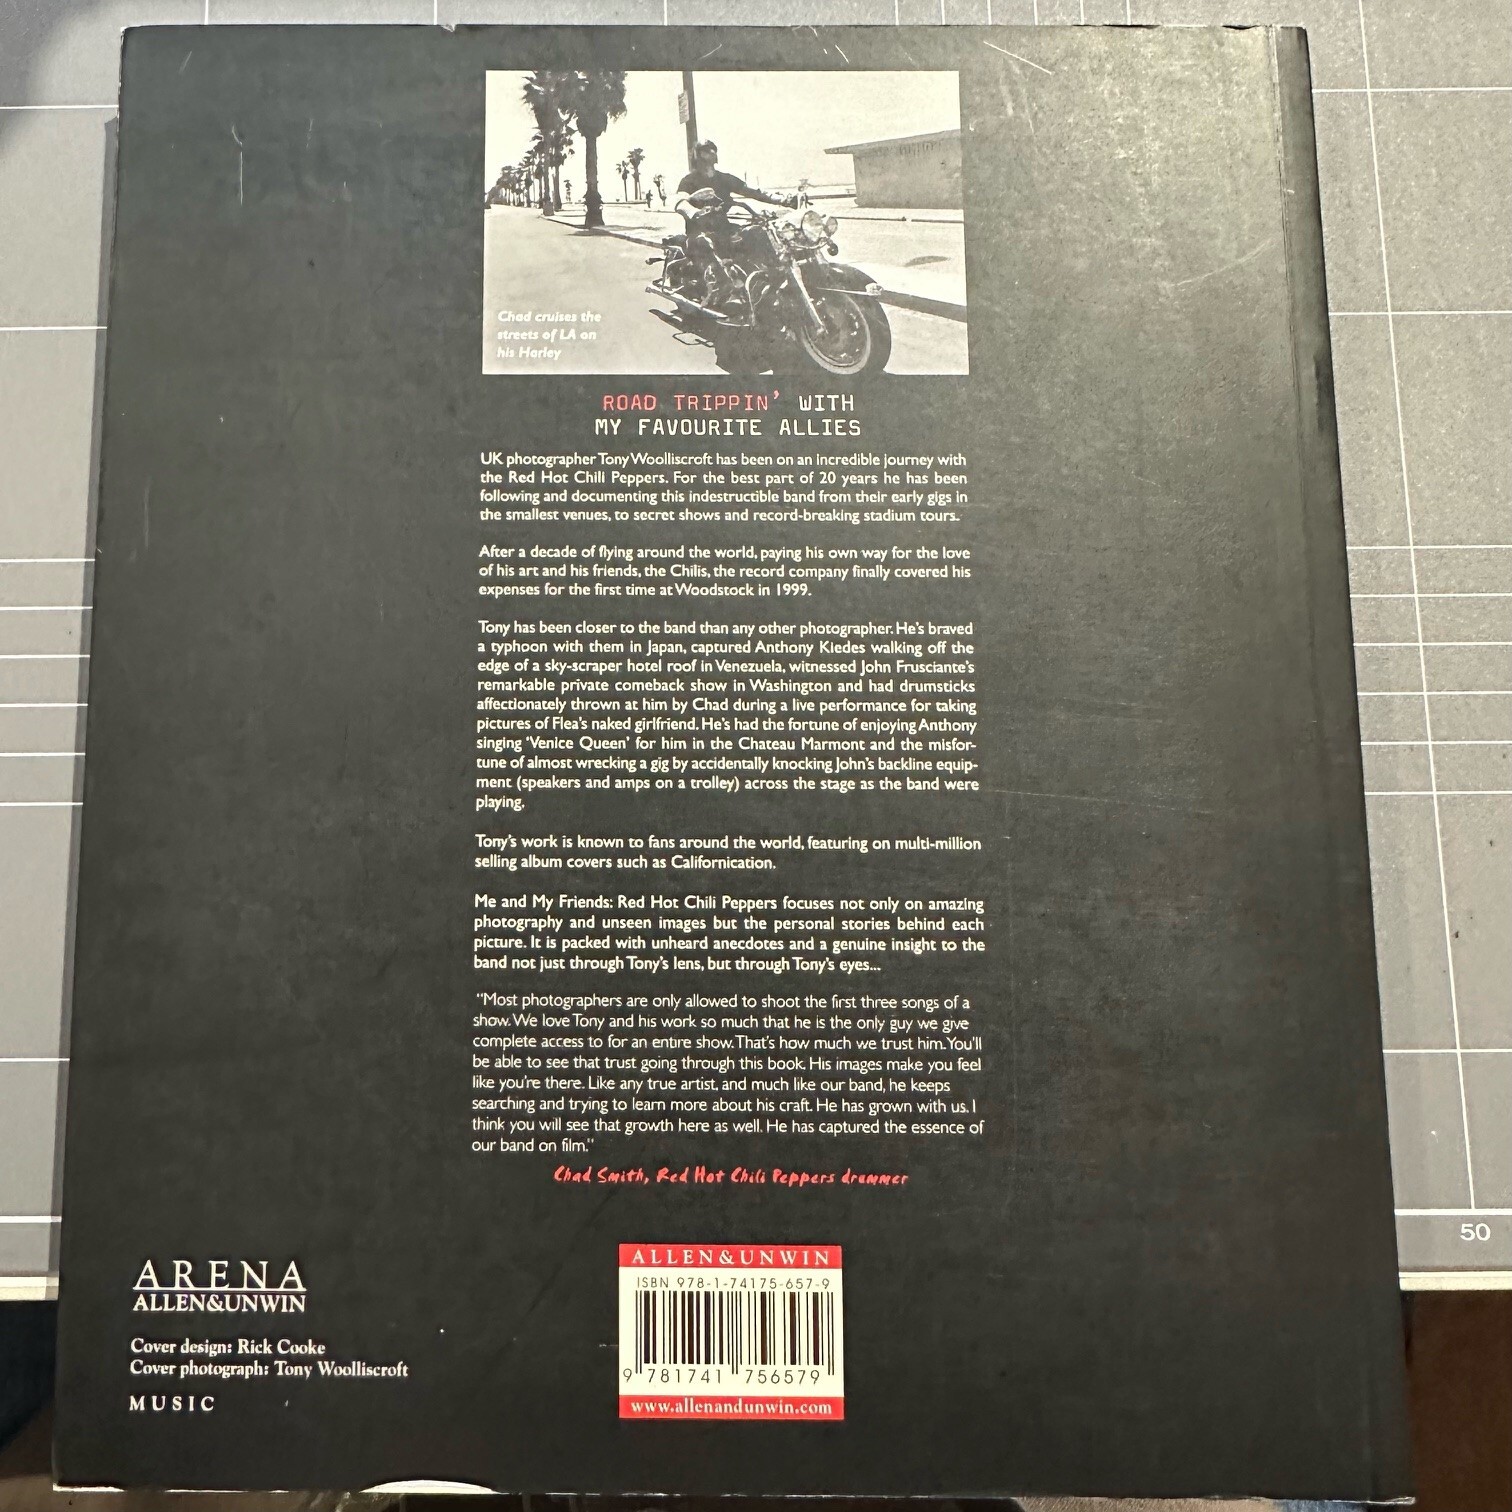 Chad cruises the
streets of LA on
his Harley
ROAD TRIPPIN' WITH
MY FAVOURITE ALLIES
UK photographer Tony Woolliscroft has been on an incredible journey with
the Red Hot Chili Peppers. For the best part of 20 years he has been
following and documenting this indestructible band from their early gigs in
the smallest venues, to secret shows and record-breaking stadium tours.
After a decade of flying around the world, paying his own way for the love
of his art and his friends, the Chilis, the record company finally covered his
expenses for the first time at Woodstock in 1999.
Tony has been closer to the band than any other photographer. He's braved
a typhoon with them in Japan, captured Anthony Kiedes walking off the
edge of a sky-scraper hotel roof in Venezuela, witnessed John Frusciante's
remarkable private comeback show in Washington and had drumsticks
affectionately thrown at him by Chad during a live performance for taking
pictures of Flea's naked girlfriend. He's had the fortune of enjoying Anthony
singing 'Venice Queen' for him in the Chateau Marmont and the misfor-
tune of almost wrecking a gig by accidentally knocking John's backline equip-
ment (speakers and amps on a trolley) across the stage as the band were
playing.
Tony's work is known to fans around the world, featuring on multi-million
selling album covers such as Californication.
Me and My Friends: Red Hot Chili Peppers focuses not only on amazing
photography and unseen images but the personal stories behind each
picture. It is packed with unheard anecdotes and a genuine insight to the
band not just through Tony's lens, but through Tony's eyes...
"Most photographers are only allowed to shoot the first three songs of a
show. We love Tony and his work so much that he is the only guy we give
complete access to for an entire show. That's how much we trust him. You'll
be able to see that trust going through this book. His images make you feel
like you're there. Like any true artist, and much like our band, he keeps
searching and trying to learn more about his craft. He has grown with us. I
think you will see that growth here as well. He has captured the essence of
our band on film."
Chad Smith, Red Hot Chili Peppers drummer
50
ARENA
ALLEN&UNWIN
Cover design: Rick Cooke
Cover photograph: Tony Woolliscroft
MUSIC
ALLEN&UNWIN
ISBN 978-1-74175-657-9
9 781741 756579
www.allenandunwin.com